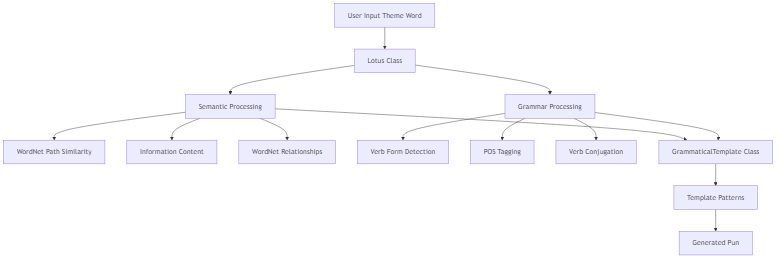 User Input Theme Word
Lotus Class
Semantic Processing
Grammar Processing
WordNet Path Similarity
Information Content
WordNet Relationships
Verb Form Detection
POS Tagging
Verb Conjugation
GrammaticalTemplate Class
Template Patterns
Generated Pun